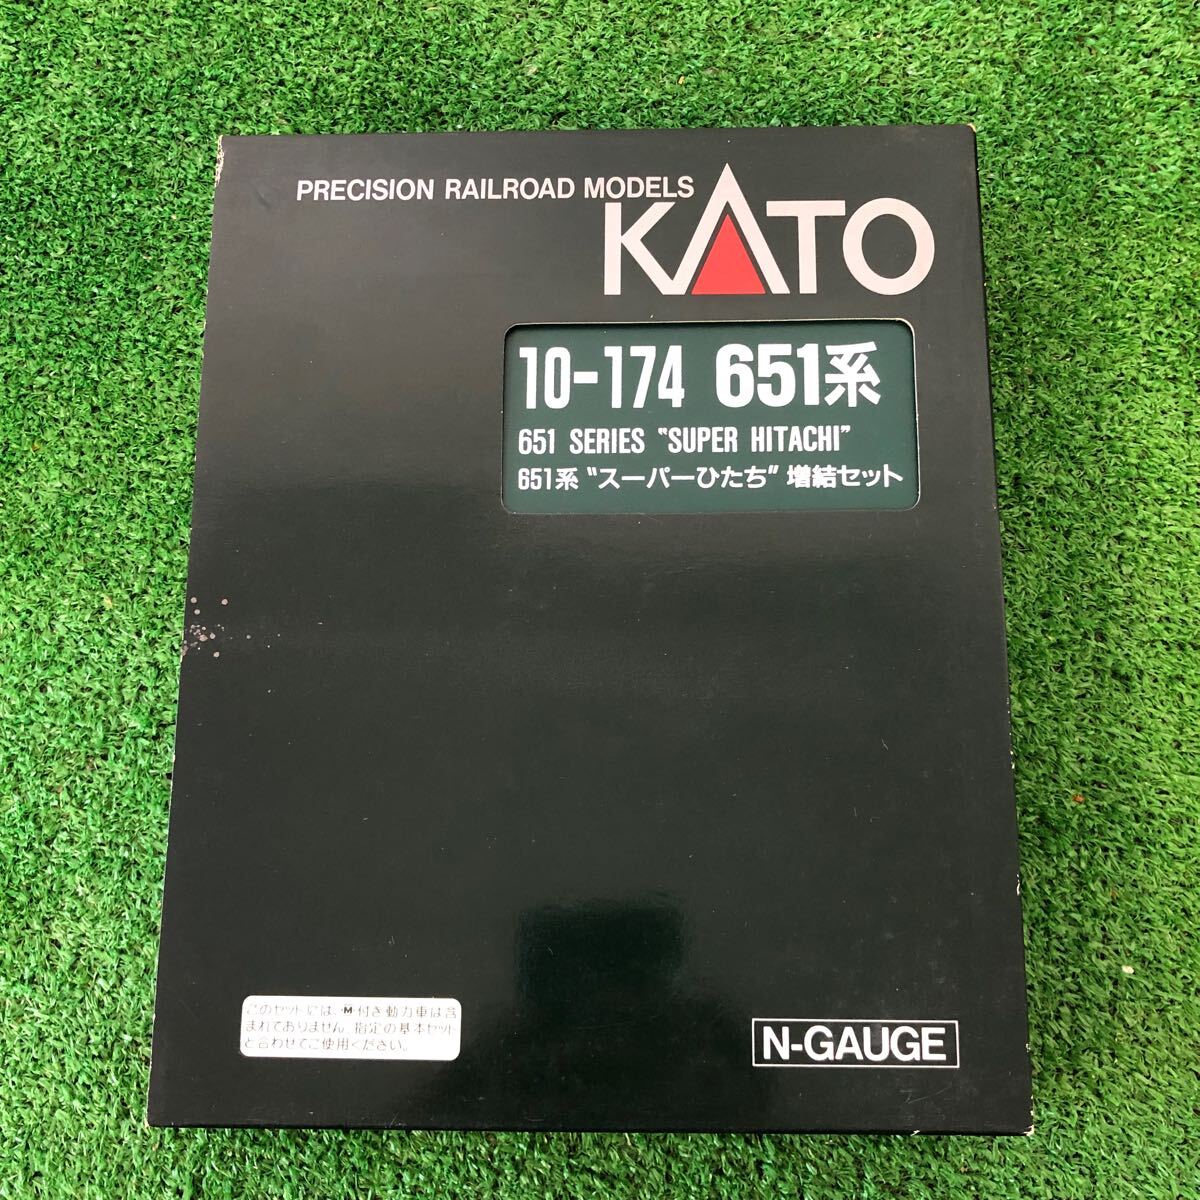 PRECISION RAILROAD MODELS
KATO
10-174 651系
651 SERIES "SUPER HITACHI"
651系 "スーパーひたち" 増結セット
このセットには、M付き動力車は含
まれておりません。指定の基本セット
と合わせてご使用ください。
N-GAUGE